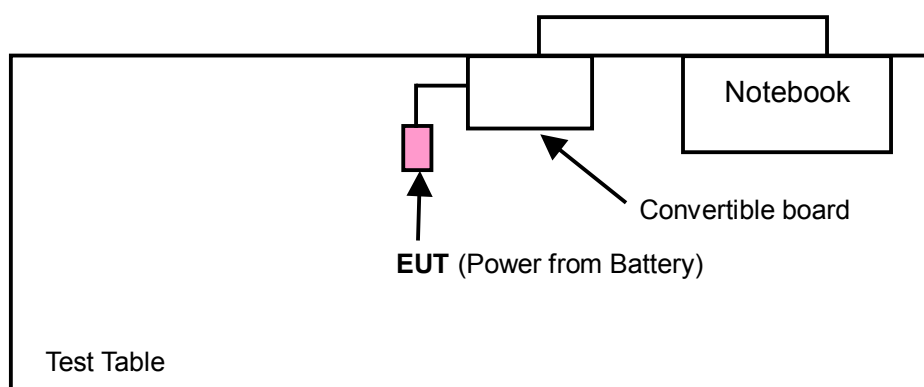 Notebook
Convertible board
EUT (Power from Battery)
Test Table